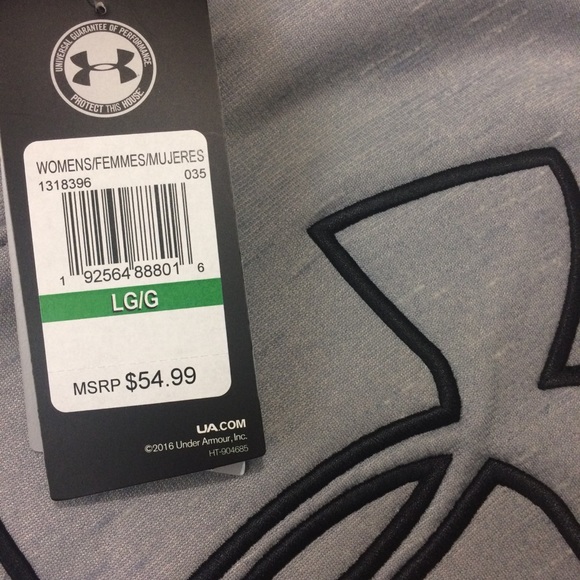 UNIVERSAL GUARANTEE OF PERFORMANCE
PROTECT THIS HOUSE
WOMENS/FEMMES/MUJERES
1318396 035
1 92564 88801 6
LG/G
MSRP $54.99
UA.COM
©2016 Under Armour, Inc.
HT-904685